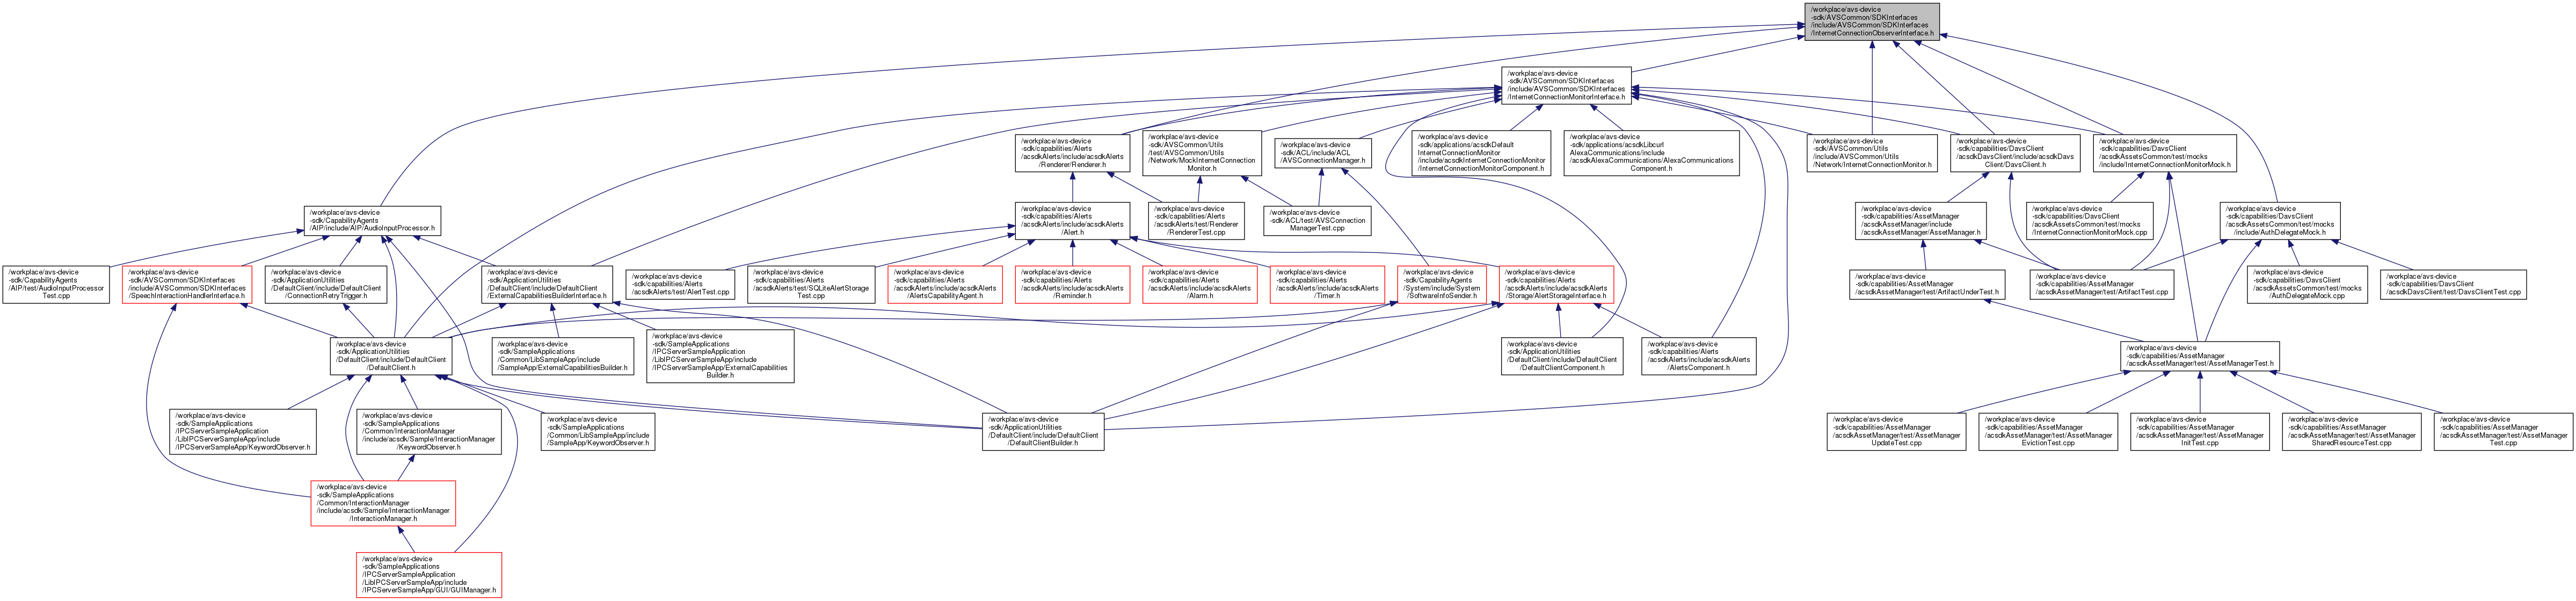 /workplace/avs-device
-sdk/AVSCommon/SDKInterfaces
/include/AVSCommon/SDKInterfaces
/InternetConnectionObserverInterface.h
/workplace/avs-device
-sdk/AVSCommon/SDKInterfaces
/include/AVSCommon/SDKInterfaces
/InternetConnectionMonitorInterface.h
/workplace/avs-device
-sdk/capabilities/Alerts
/acsdkAlerts/include/acsdkAlerts
/Renderer/Renderer.h
/workplace/avs-device
-sdk/AVSCommon/Utils
/test/AVSCommon/Utils
/Network/MockInternetConnection
Monitor.h
/workplace/avs-device
-sdk/ACL/include/ACL
/AVSConnectionManager.h
/workplace/avs-device
-sdk/applications/acsdkDefault
InternetConnectionMonitor
/include/acsdkInternetConnectionMonitor
/InternetConnectionMonitorComponent.h
/workplace/avs-device
-sdk/applications/acsdkLibcurl
AlexaCommunications/include
/acsdkAlexaCommunications/AlexaCommunications
Component.h
/workplace/avs-device
-sdk/AVSCommon/Utils
/include/AVSCommon/Utils
/Network/InternetConnectionMonitor.h
/workplace/avs-device
-sdk/capabilities/DavsClient
/acsdkDavsClient/include/acsdkDavs
Client/DavsClient.h
/workplace/avs-device
-sdk/capabilities/DavsClient
/acsdkAssetsCommon/test/mocks
/include/InternetConnectionMonitorMock.h
/workplace/avs-device
-sdk/CapabilityAgents
/AIP/include/AIP/AudioInputProcessor.h
/workplace/avs-device
-sdk/capabilities/Alerts
/acsdkAlerts/include/acsdkAlerts
/Alert.h
/workplace/avs-device
-sdk/capabilities/Alerts
/acsdkAlerts/test/Renderer
/RendererTest.cpp
/workplace/avs-device
-sdk/ACL/test/AVSConnection
ManagerTest.cpp
/workplace/avs-device
-sdk/capabilities/AssetManager
/acsdkAssetManager/include
/acsdkAssetManager/AssetManager.h
/workplace/avs-device
-sdk/capabilities/DavsClient
/acsdkAssetsCommon/test/mocks
/InternetConnectionMonitorMock.cpp
/workplace/avs-device
-sdk/capabilities/DavsClient
/acsdkAssetsCommon/test/mocks
/include/AuthDelegateMock.h
/workplace/avs-device
-sdk/CapabilityAgents
/AIP/test/AudioInputProcessor
Test.cpp
/workplace/avs-device
-sdk/AVSCommon/SDKInterfaces
/include/AVSCommon/SDKInterfaces
/SpeechInteractionHandlerInterface.h
/workplace/avs-device
-sdk/ApplicationUtilities
/DefaultClient/include/DefaultClient
/ConnectionRetryTrigger.h
/workplace/avs-device
-sdk/ApplicationUtilities
/DefaultClient/include/DefaultClient
/ExternalCapabilitiesBuilderInterface.h
/workplace/avs-device
-sdk/capabilities/Alerts
/acsdkAlerts/test/AlertTest.cpp
/workplace/avs-device
-sdk/capabilities/Alerts
/acsdkAlerts/test/SQLiteAlertStorage
Test.cpp
/workplace/avs-device
-sdk/capabilities/Alerts
/acsdkAlerts/include/acsdkAlerts
/AlertsCapabilityAgent.h
/workplace/avs-device
-sdk/capabilities/Alerts
/acsdkAlerts/include/acsdkAlerts
/Reminder.h
/workplace/avs-device
-sdk/capabilities/Alerts
/acsdkAlerts/include/acsdkAlerts
/Alarm.h
/workplace/avs-device
-sdk/capabilities/Alerts
/acsdkAlerts/include/acsdkAlerts
/Timer.h
/workplace/avs-device
-sdk/CapabilityAgents
/System/include/System
/SoftwareInfoSender.h
/workplace/avs-device
-sdk/capabilities/Alerts
/acsdkAlerts/include/acsdkAlerts
/Storage/AlertStorageInterface.h
/workplace/avs-device
-sdk/capabilities/AssetManager
/acsdkAssetManager/test/ArtifactUnderTest.h
/workplace/avs-device
-sdk/capabilities/AssetManager
/acsdkAssetManager/test/ArtifactTest.cpp
/workplace/avs-device
-sdk/capabilities/DavsClient
/acsdkAssetsCommon/test/mocks
/AuthDelegateMock.cpp
/workplace/avs-device
-sdk/capabilities/DavsClient
/acsdkDavsClient/test/DavsClientTest.cpp
/workplace/avs-device
-sdk/ApplicationUtilities
/DefaultClient/include/DefaultClient
/DefaultClient.h
/workplace/avs-device
-sdk/SampleApplications
/Common/LibSampleApp/include
/SampleApp/ExternalCapabilitiesBuilder.h
/workplace/avs-device
-sdk/SampleApplications
/IPCServerSampleApplication
/LibIPCServerSampleApp/include
/IPCServerSampleApp/ExternalCapabilities
Builder.h
/workplace/avs-device
-sdk/ApplicationUtilities
/DefaultClient/include/DefaultClient
/DefaultClientComponent.h
/workplace/avs-device
-sdk/capabilities/Alerts
/acsdkAlerts/include/acsdkAlerts
/AlertsComponent.h
/workplace/avs-device
-sdk/capabilities/AssetManager
/acsdkAssetManager/test/AssetManagerTest.h
/workplace/avs-device
-sdk/SampleApplications
/IPCServerSampleApplication
/LibIPCServerSampleApp/include
/IPCServerSampleApp/KeywordObserver.h
/workplace/avs-device
-sdk/SampleApplications
/Common/InteractionManager
/include/acsdk/Sample/InteractionManager
/KeywordObserver.h
/workplace/avs-device
-sdk/SampleApplications
/Common/LibSampleApp/include
/SampleApp/KeywordObserver.h
/workplace/avs-device
-sdk/ApplicationUtilities
/DefaultClient/include/DefaultClient
/DefaultClientBuilder.h
/workplace/avs-device
-sdk/capabilities/AssetManager
/acsdkAssetManager/test/AssetManager
UpdateTest.cpp
/workplace/avs-device
-sdk/capabilities/AssetManager
/acsdkAssetManager/test/AssetManager
EvictionTest.cpp
/workplace/avs-device
-sdk/capabilities/AssetManager
/acsdkAssetManager/test/AssetManager
InitTest.cpp
/workplace/avs-device
-sdk/capabilities/AssetManager
/acsdkAssetManager/test/AssetManager
SharedResourceTest.cpp
/workplace/avs-device
-sdk/capabilities/AssetManager
/acsdkAssetManager/test/AssetManager
Test.cpp
/workplace/avs-device
-sdk/SampleApplications
/Common/InteractionManager
/include/acsdk/Sample/InteractionManager
/InteractionManager.h
/workplace/avs-device
-sdk/SampleApplications
/IPCServerSampleApplication
/LibIPCServerSampleApp/include
/IPCServerSampleApp/GUI/GUIManager.h